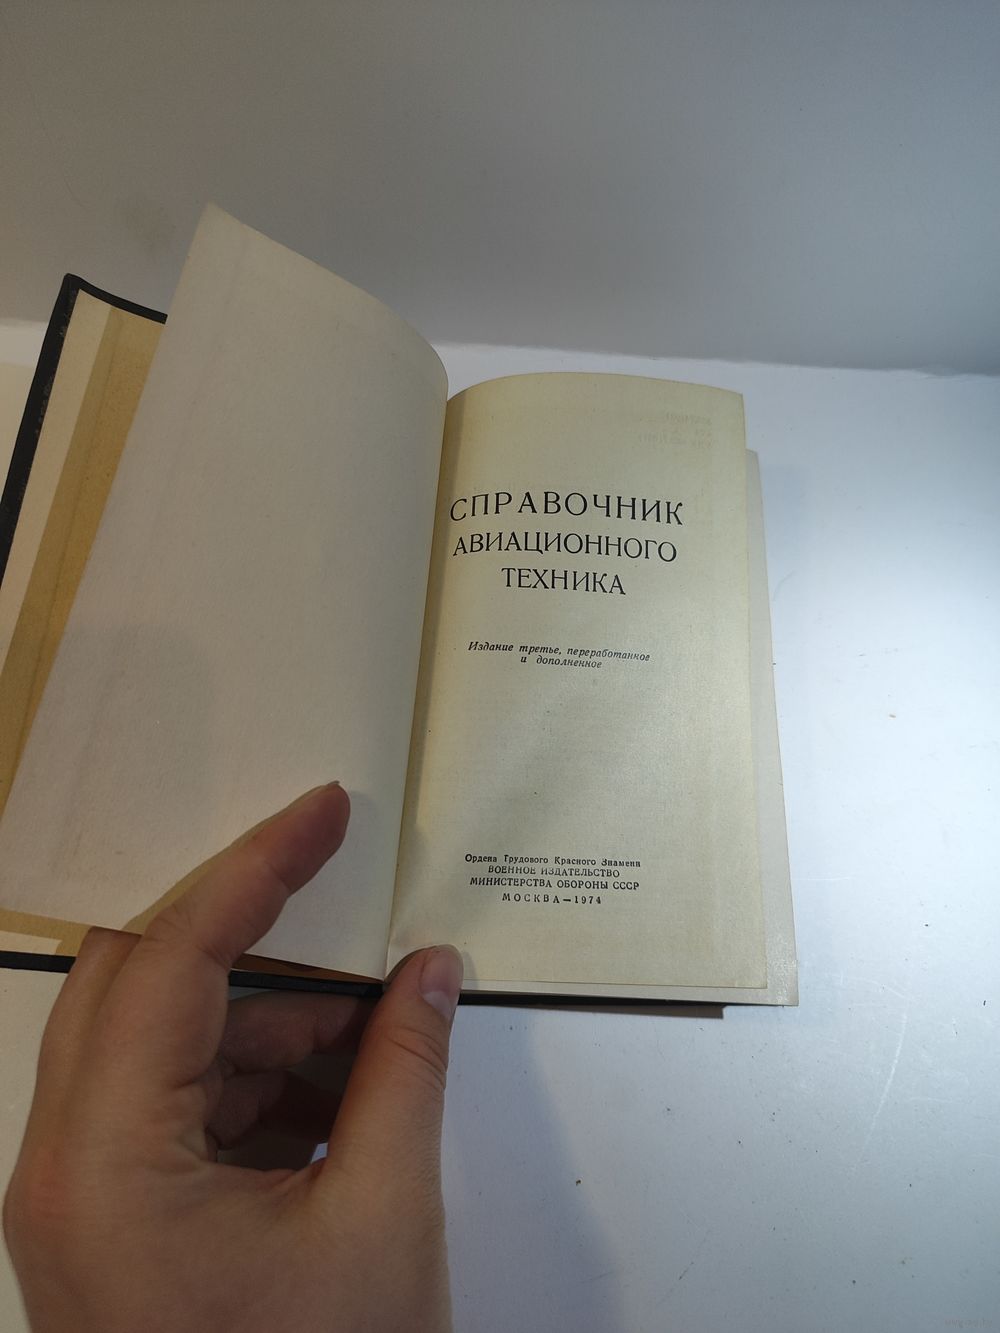 СПРАВОЧНИК
АВИАЦИОННОГО
ТЕХНИКА
Издание третье, переработанное
и дополненное
Ордена Трудового Красного Знамени
ВОЕННОЕ ИЗДАТЕЛЬСТВО
МИНИСТЕРСТВА ОБОРОНЫ СССР
МОСКВА—1974